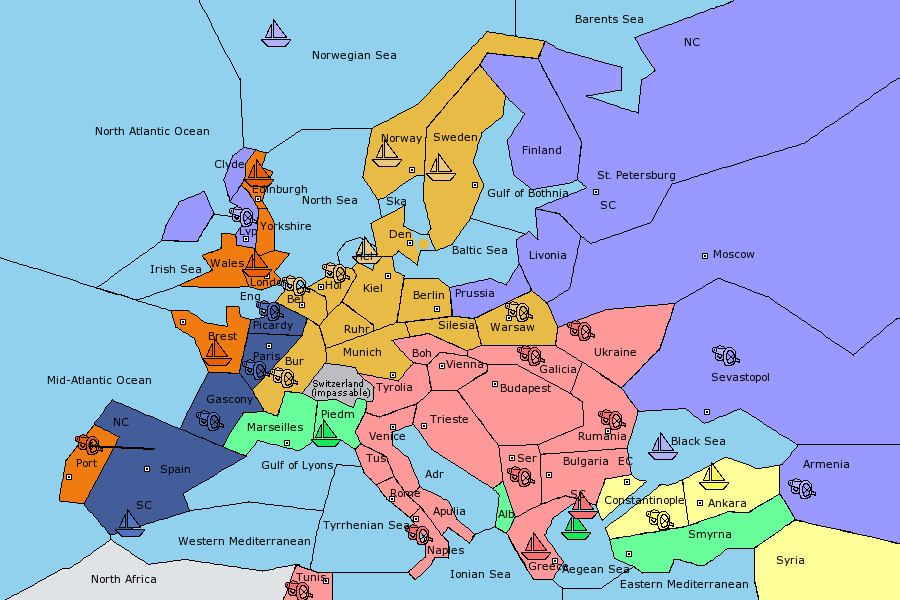 Barents Sea
NC
Norwegian Sea
North Atlantic Ocean
Norway
Sweden
Finland
Clyde
St. Petersburg
Edinburgh
Gulf of Bothnia
North Sea
Ska
SC
Yorkshire
Lvp
Den
Baltic Sea
Livonia
Moscow
Irish Sea
Wales
Hel
London
Hol
Kiel
Berlin
Prussia
Eng
Bel
Picardy
Ruhr
Silesia
Warsaw
Brest
Paris
Bur
Munich
Boh
Vienna
Galicia
Ukraine
Sevastopol
Mid-Atlantic Ocean
Switzerland
(impassable)
Tyrolia
Budapest
Gascony
NC
Marseilles
Piedm
Trieste
Venice
Rumania
Black Sea
Port
Spain
Gulf of Lyons
Tus
Adr
Ser
Bulgaria
EC
Armenia
Rome
SC
Constantinople
Ankara
SC
Apulia
Alb
Tyrrhenian Sea
Western Mediterranean
Naples
Smyrna
Syria
North Africa
Tunis
Ionian Sea
Greece
Aegean Sea
Eastern Mediterranean